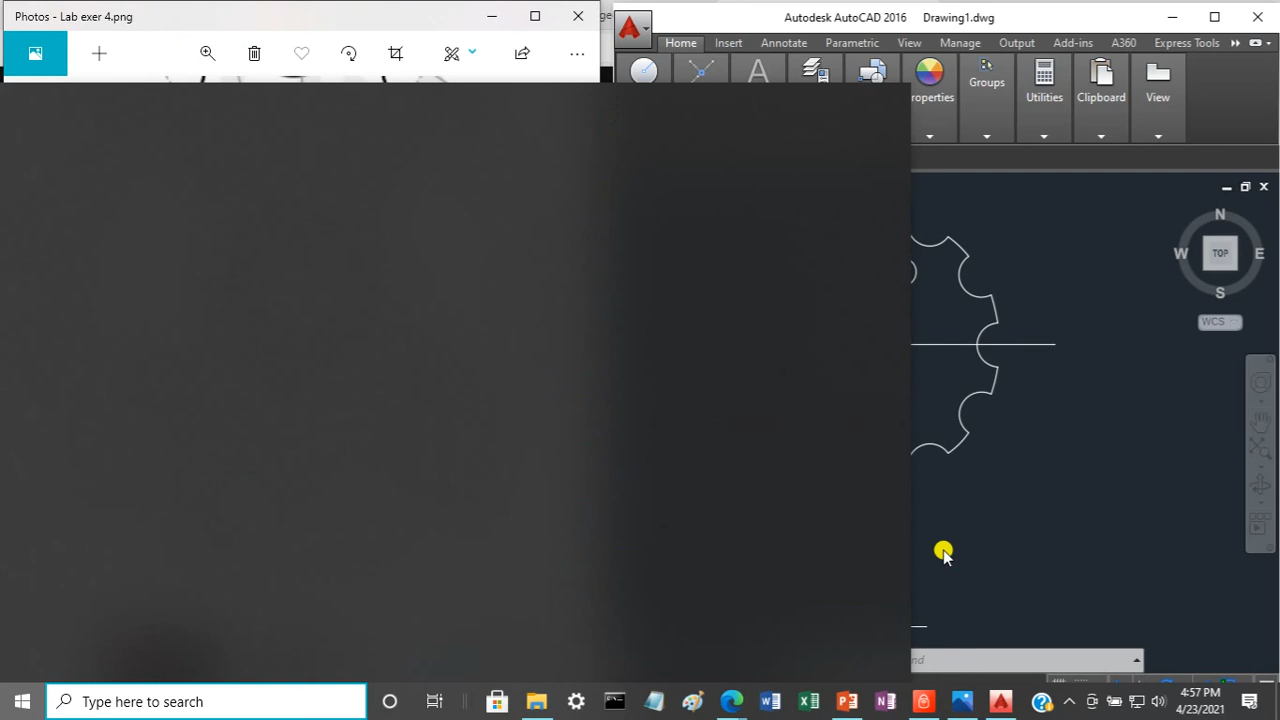 Photos - Lab exer 4.png
Autodesk AutoCAD 2016 Drawing1.dwg
Home Insert Annotate Parametric View Manage Output Add-ins A360 Express Tools
operties Groups Utilities Clipboard View
N
W TOP E
S
WCS
nd
Type here to search
4:57 PM
4/23/2021